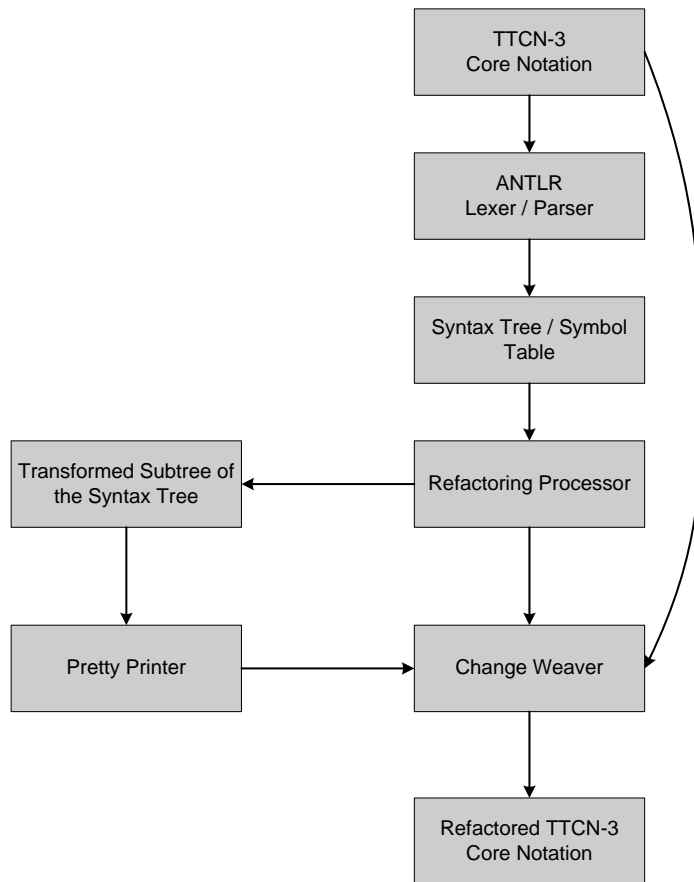 TTCN-3
Core Notation
ANTLR
Lexer / Parser
Syntax Tree / Symbol
Table
Transformed Subtree of
the Syntax Tree
Refactoring Processor
Pretty Printer
Change Weaver
Refactored TTCN-3
Core Notation